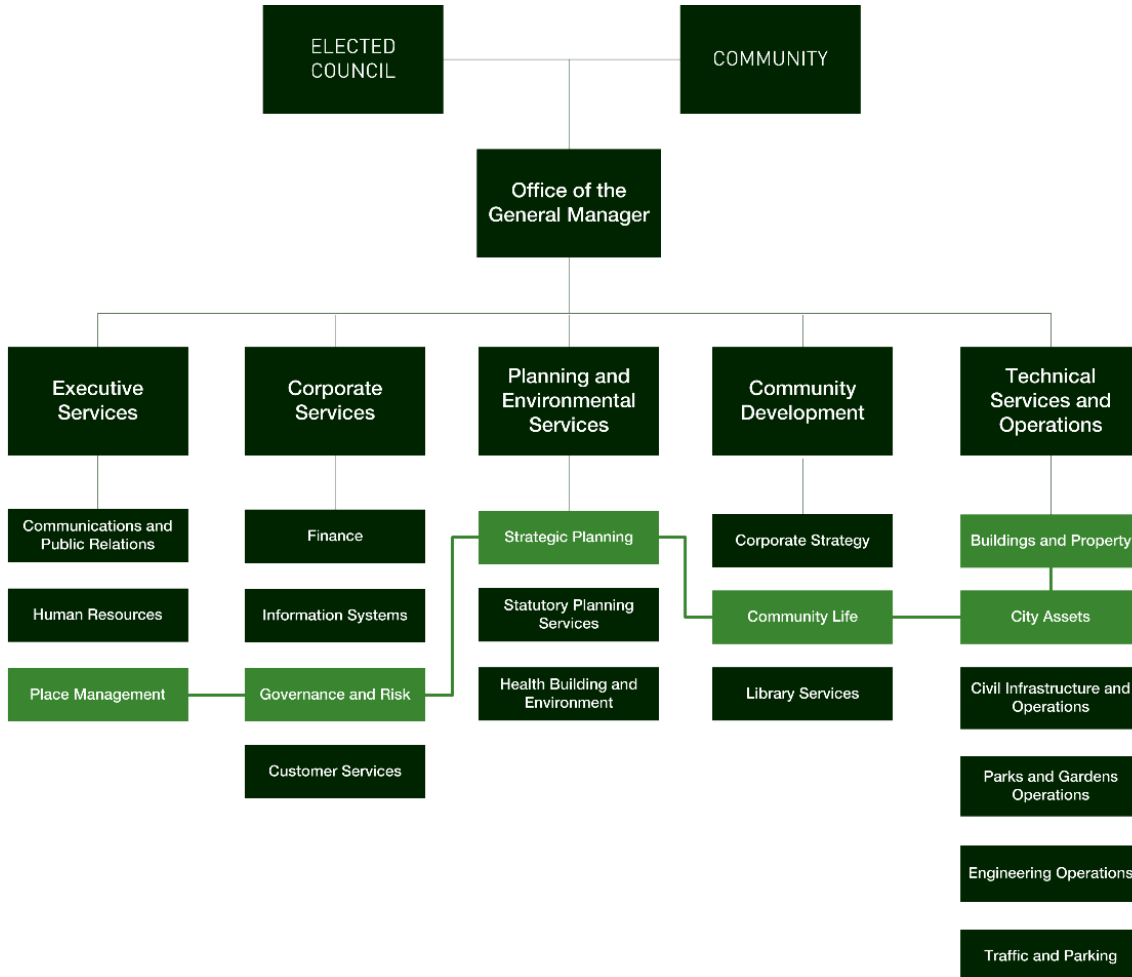 ELECTED
COUNCIL
COMMUNITY
Office of the
General Manager
Executive
Services
Corporate
Services
Planning and
Environmental
Services
Community
Development
Technical
Services and
Operations
Communications and
Public Relations
Finance
Strategic Planning
Corporate Strategy
Buildings and Property
Human Resources
Information Systems
Statutory Planning
Services
Community Life
City Assets
Place Management
Governance and Risk
Health Building and
Environment
Library Services
Civil Infrastructure and
Operations
Customer Services
Parks and Gardens
Operations
Engineering Operations
Traffic and Parking